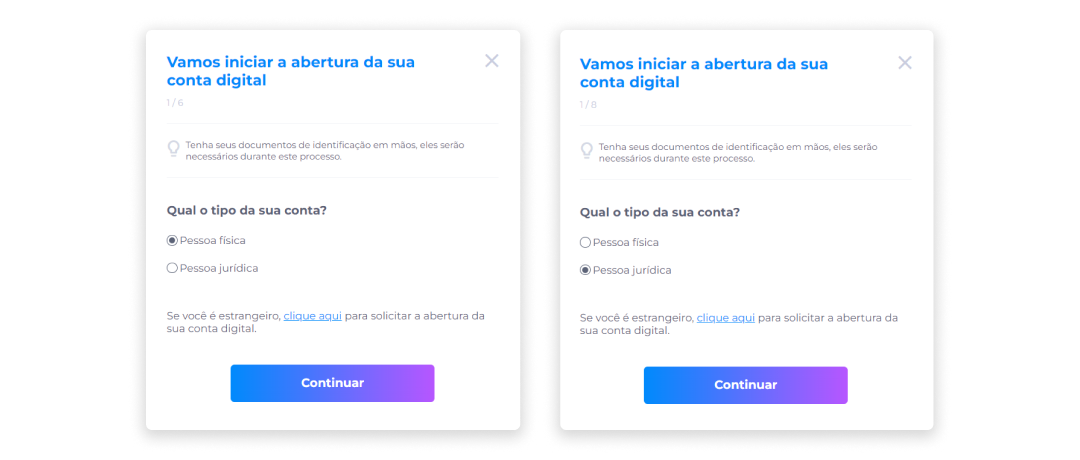 Vamos iniciar a abertura da sua
conta digital
1 / 6
Tenha seus documentos de identificação em mãos, eles serão
necessários durante este processo.
Qual o tipo da sua conta?
Pessoa física
Pessoa jurídica
Se você é estrangeiro, clique aqui para solicitar a abertura da
sua conta digital.
Continuar
Vamos iniciar a abertura da sua
conta digital
1 / 8
Tenha seus documentos de identificação em mãos, eles serão
necessários durante este processo.
Qual o tipo da sua conta?
Pessoa física
Pessoa jurídica
Se você é estrangeiro, clique aqui para solicitar a abertura da
sua conta digital.
Continuar